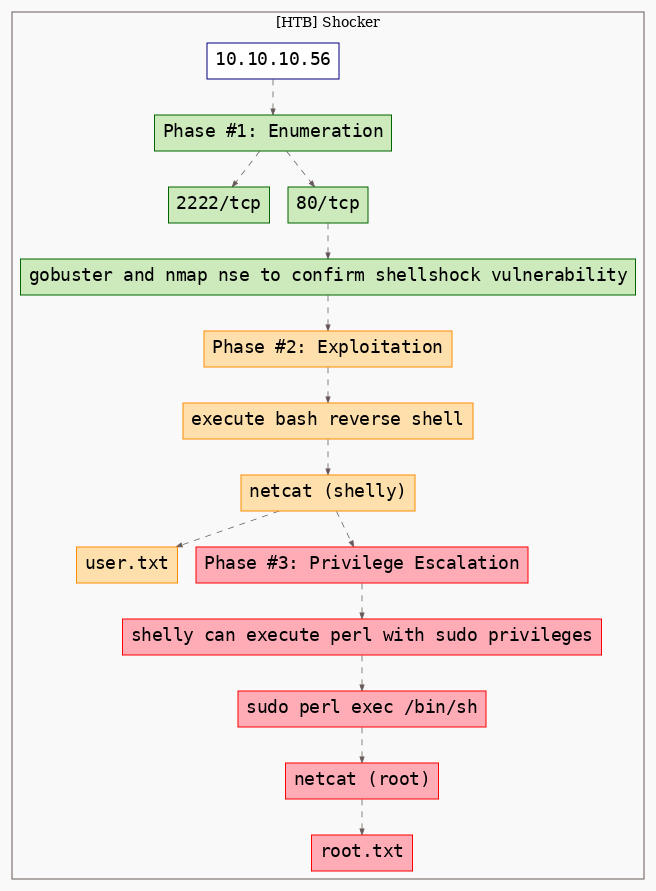 [HTB] Shocker
10.10.10.56
Phase #1: Enumeration
2222/tcp
80/tcp
gobuster and nmap nse to confirm shellshock vulnerability
Phase #2: Exploitation
execute bash reverse shell
netcat (shelly)
user.txt
Phase #3: Privilege Escalation
shelly can execute perl with sudo privileges
sudo perl exec /bin/sh
netcat (root)
root.txt